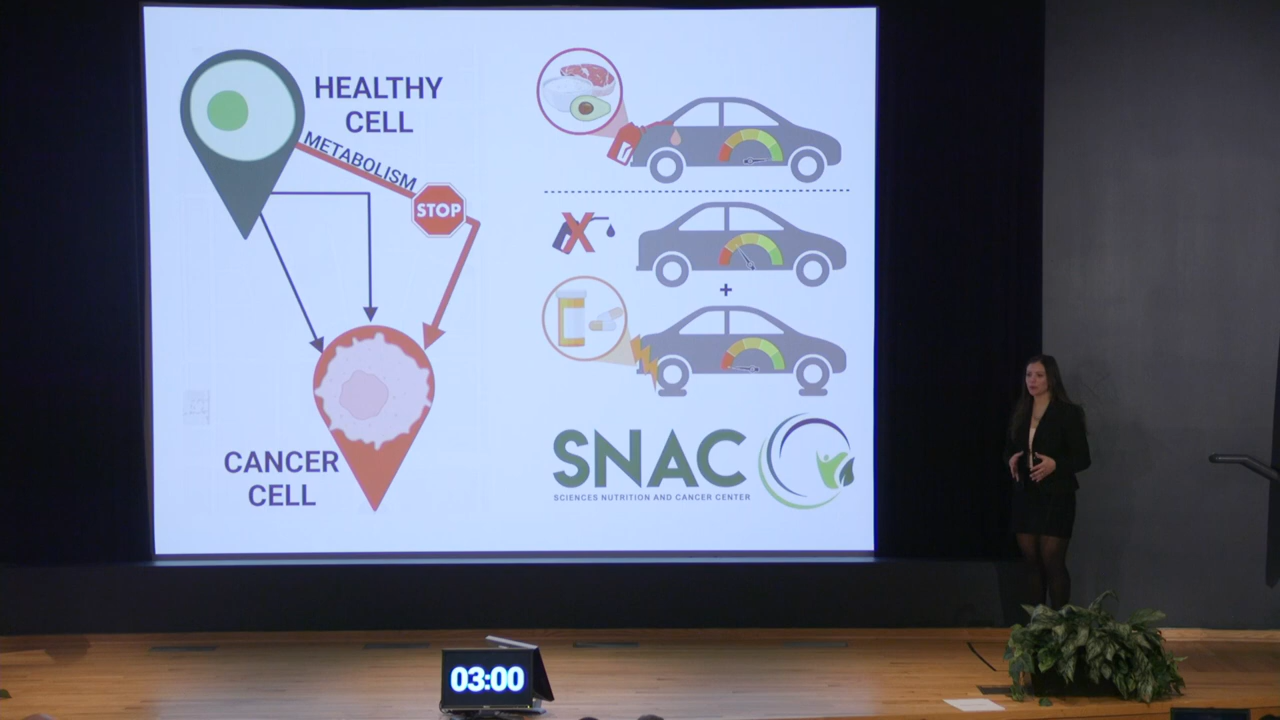 HEALTHY
CELL
METABOLISM
STOP
CANCER
CELL
X
+
SNAC
SCIENCES NUTRITION AND CANCER CENTER
03:00